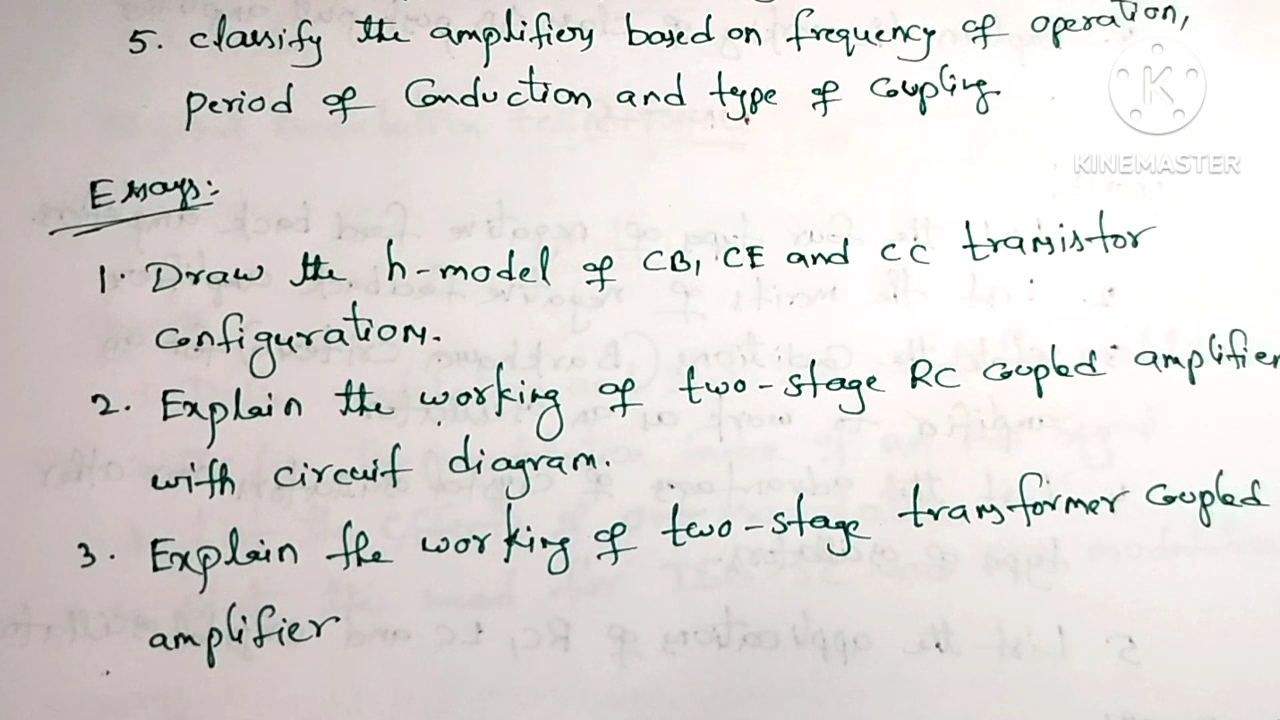 5. classify the amplifiers based on frequency of operation,
period of Conduction and type of Coupling
K
KINEMASTER
Essays:-
1. Draw the h-model of CB, CE and CC transistor
configuration.
2. Explain the working of two-stage RC Coupled amplifier
with circuit diagram.
3. Explain the working of two-stage transformer Coupled
amplifier